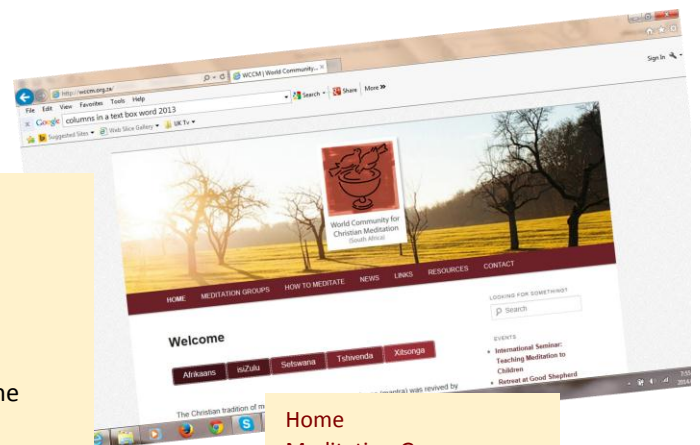 Sign In
http://wccm.org.za/
WCCM | World Community...
File Edit View Favorites Tools Help
Google columns in a text box word 2013
Search Share More
Suggested Sites Web Slice Gallery UK Tv
World Community for
Christian Meditation
(South Africa)
HOME MEDITATION GROUPS HOW TO MEDITATE NEWS LINKS RESOURCES CONTACT
LOOKING FOR SOMETHING?
Search
Welcome
Afrikaans isiZulu Setswana Tshivenda Xitsonga
EVENTS
International Seminar:
Teaching Meditation to
Children
Retreat at Good Shepherd
The Christian tradition of
(mantra) was revived by
Home